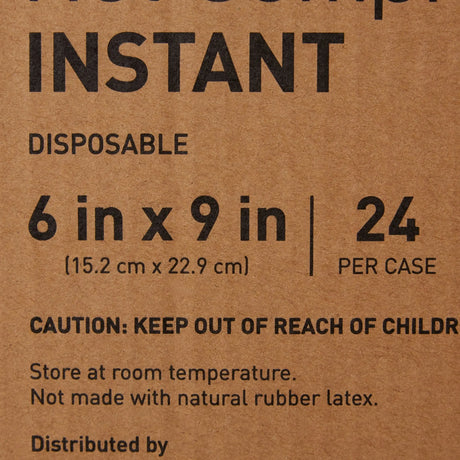 INSTANT
DISPOSABLE
6 in x 9 in
(15.2 cm x 22.9 cm)
24
PER CASE
CAUTION: KEEP OUT OF REACH OF CHILDR
Store at room temperature.
Not made with natural rubber latex.
Distributed by